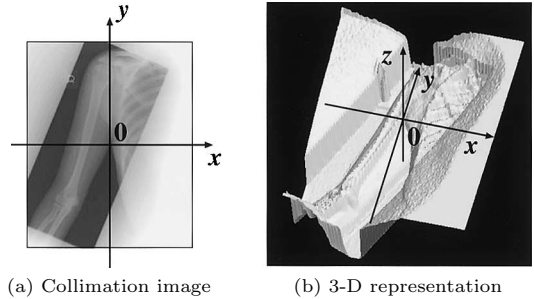 y
0
x
z
y
0
x
(a) Collimation image
(b) 3-D representation